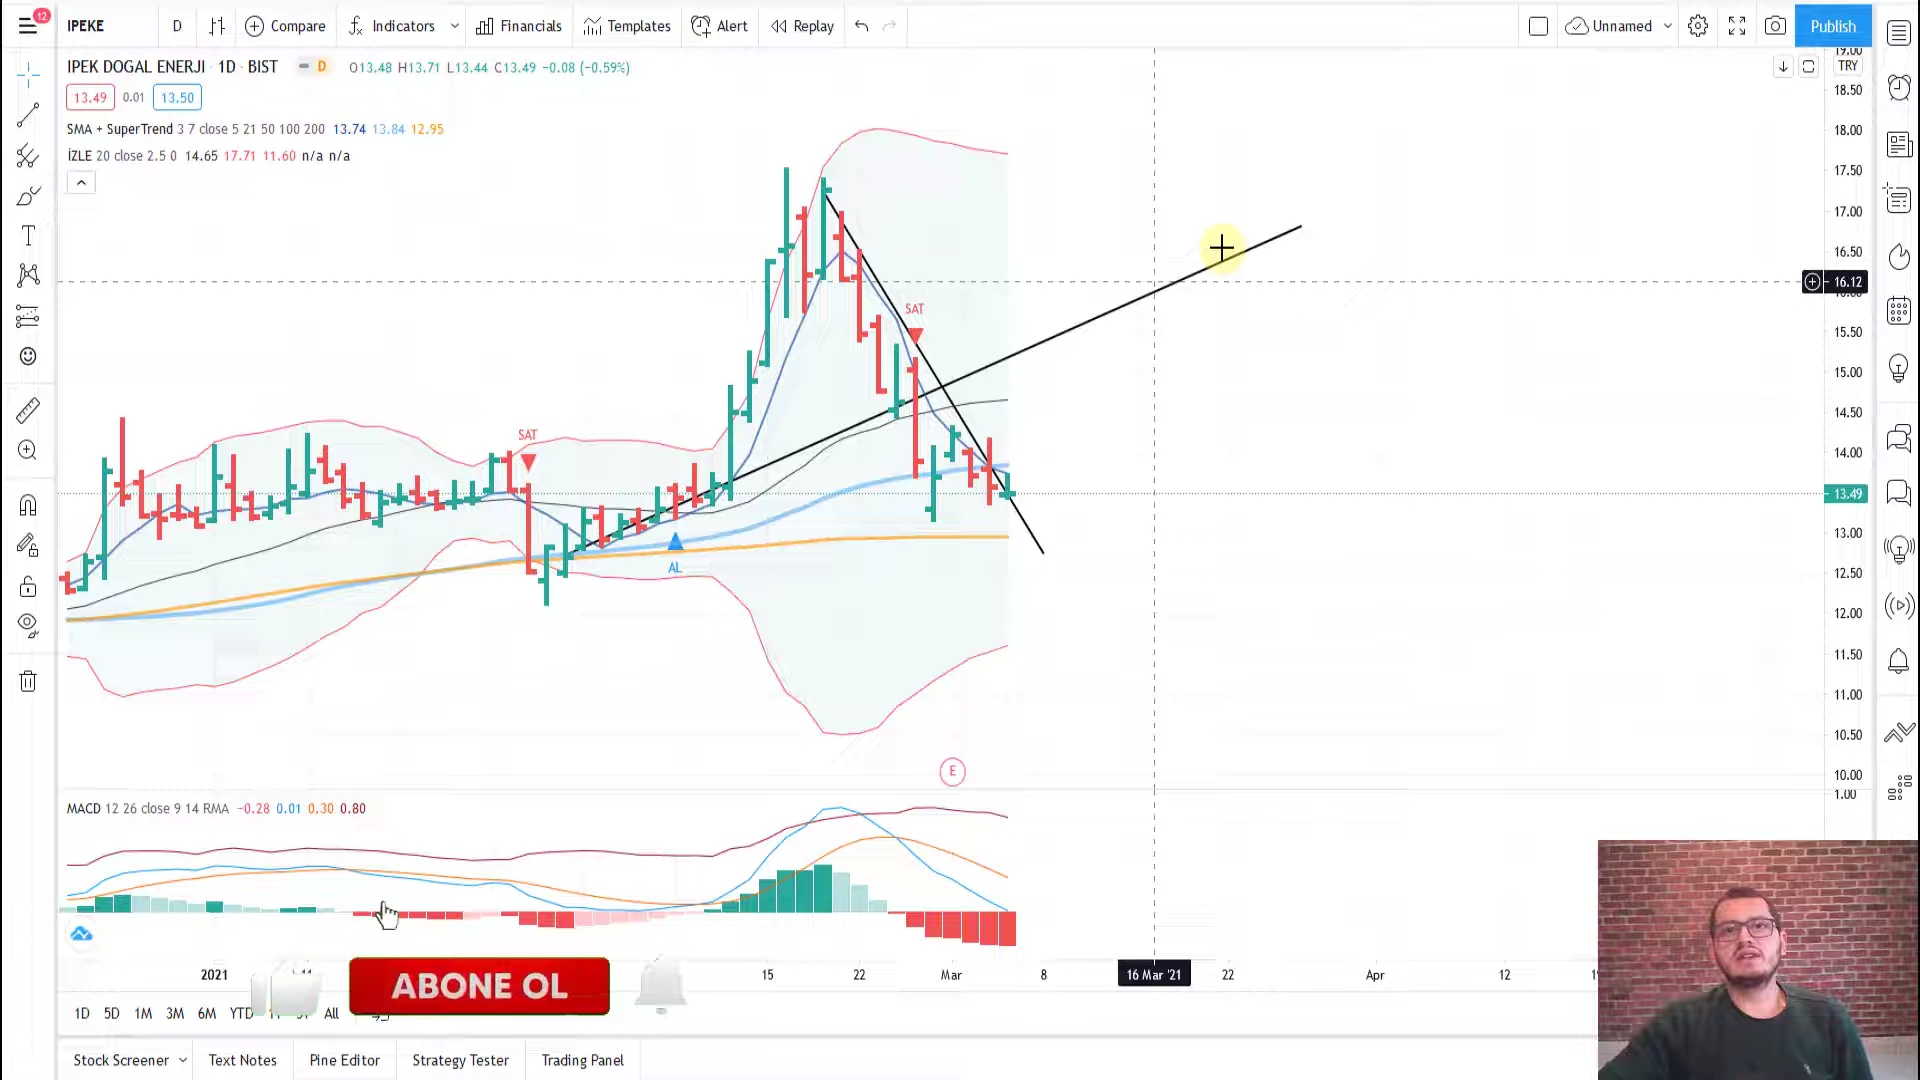 12
IPEKE D Compare Indicators Financials Templates Alert Replay Unnamed Publish
IPEK DOGAL ENERJI · 1D · BIST D O13.48 H13.71 L13.44 C13.49 −0.08 (−0.59%)
13.49 0.01 13.50
SMA + SuperTrend 3 7 close 5 21 50 100 200 13.74 13.84 12.95
İZLE 20 close 2.5 0 14.65 17.71 11.60 n/a n/a
19.00
TRY
18.50
18.00
17.50
17.00
16.50
16.12
15.50
15.00
14.50
14.00
13.49
13.00
12.50
12.00
11.50
11.00
10.50
10.00
1.00
SAT
SAT
AL
E
MACD 12 26 close 9 14 RMA −0.28 0.01 0.30 0.80
2021 15 22 Mar 8 16 Mar '21 22 Apr 12
ABONE OL
1D 5D 1M 3M 6M YTD All
Stock Screener Text Notes Pine Editor Strategy Tester Trading Panel